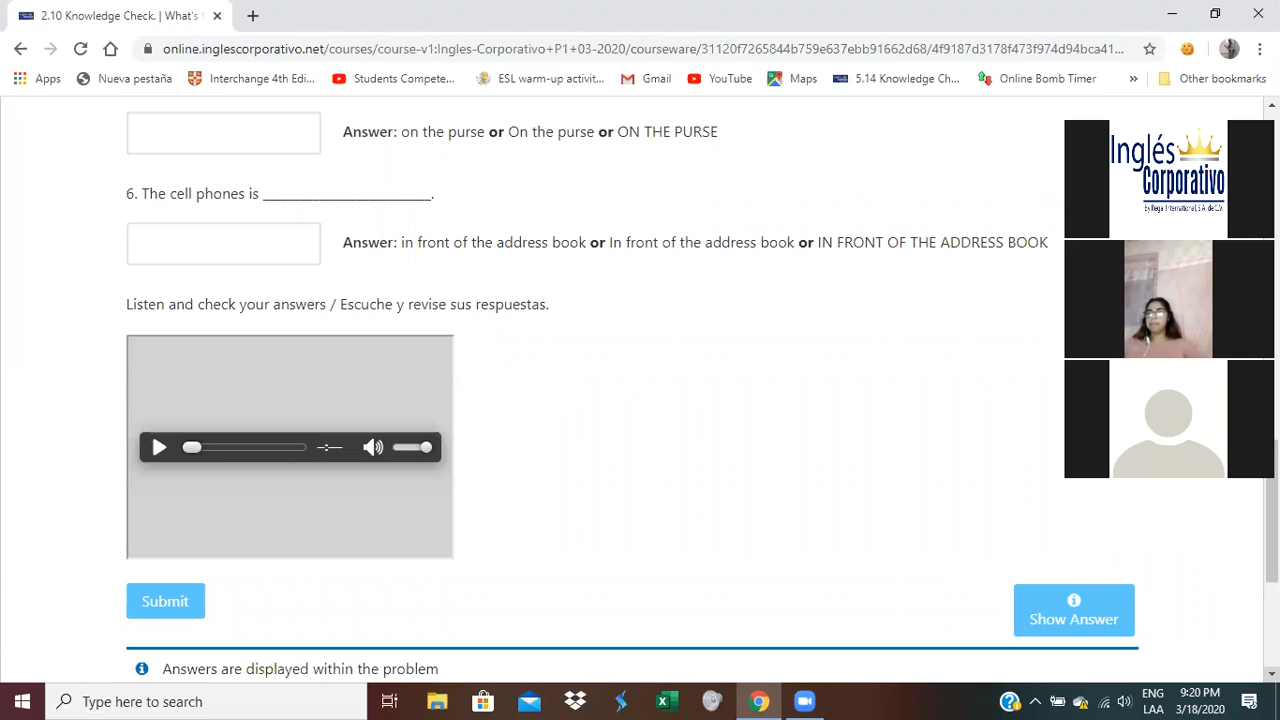 2.10 Knowledge Check. | What's
online.inglescorporativo.net/courses/course-v1:Ingles-Corporativo+P1+03-2020/courseware/31120f7265844b759e637ebb91662d68/4f9187d3178f473f974d94bca41...
Apps Nueva pestaña Interchange 4th Edi... Students Compete... ESL warm-up activit... Gmail YouTube Maps 5.14 Knowledge Ch... Online Bomb Timer » Other bookmarks
Answer: on the purse or On the purse or ON THE PURSE
6. The cell phones is ___________________________.
Answer: in front of the address book or In front of the address book or IN FRONT OF THE ADDRESS BOOK
Listen and check your answers / Escuche y revise sus respuestas.
--:--
Submit
Show Answer
Answers are displayed within the problem
Inglés
Corporativo
Type here to search
ENG
LAA
9:20 PM
3/18/2020